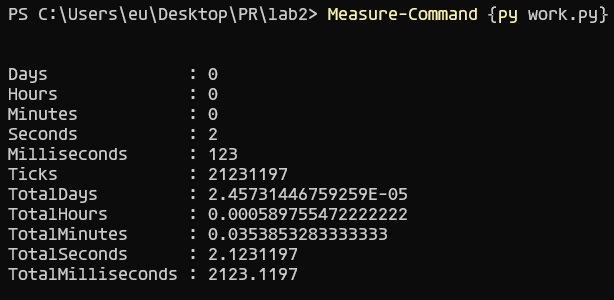 PS C:\Users\eu\Desktop\PR\lab2> Measure-Command {py work.py}
Days : 0
Hours : 0
Minutes : 0
Seconds : 2
Milliseconds : 123
Ticks : 21231197
TotalDays : 2.45731446759259E-05
TotalHours : 0.000589755472222222
TotalMinutes : 0.0353853283333333
TotalSeconds : 2.1231197
TotalMilliseconds : 2123.1197